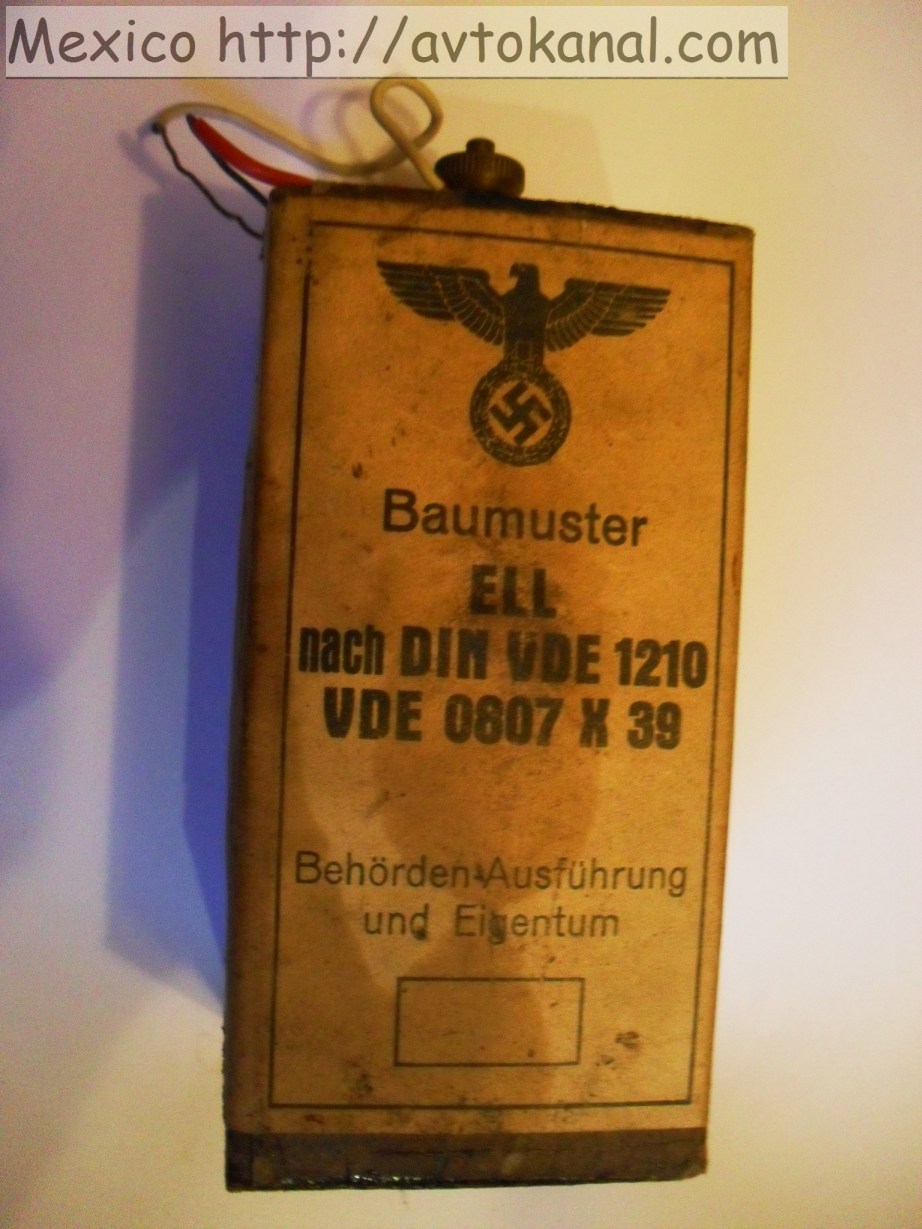 Mexico http://avtokanal.com
Baumuster
ELL
nach DIN VDE 1210
VDE 0807 X 39
Behörden-Ausführung
und Eigentum